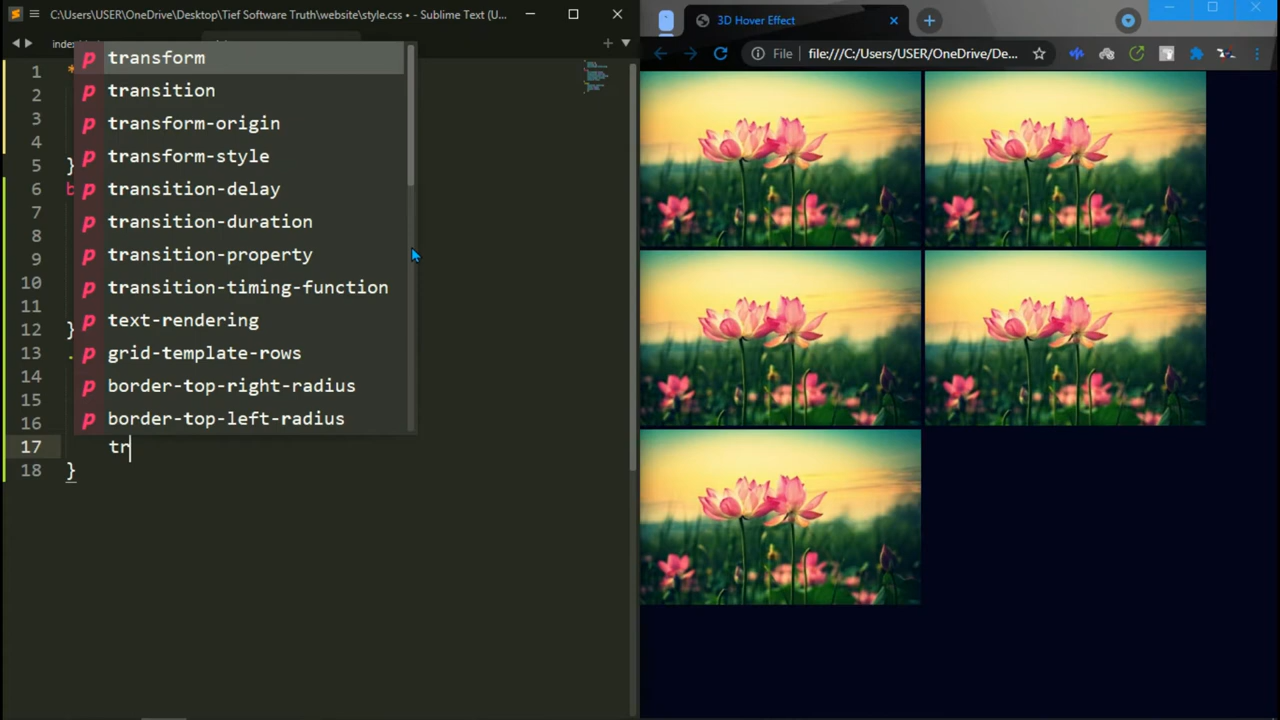 C:\Users\USER\OneDrive\Desktop\Tief Software Truth\website\style.css • - Sublime Text (U...
3D Hover Effect
File
file:///C:/Users/USER/OneDrive/De...
1 *
2
3
4
5 }
6 b
7
8
9
10
11
12 }
13 .
14
15
16
17 tr
18 }
p transform
p transition
p transform-origin
p transform-style
p transition-delay
p transition-duration
p transition-property
p transition-timing-function
p text-rendering
p grid-template-rows
p border-top-right-radius
p border-top-left-radius